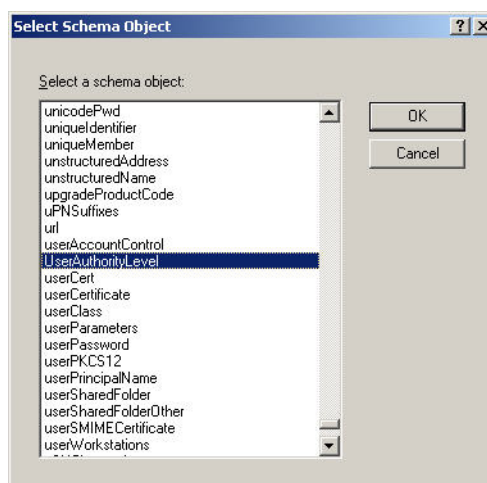 Select Schema Object
Select a schema object:
unicodePwd
uniqueIdentifier
uniqueMember
unstructuredAddress
unstructuredName
upgradeProductCode
uPNSuffixes
url
userAccountControl
UserAuthorityLevel
userCert
userCertificate
userClass
userParameters
userPassword
userPKCS12
userPrincipalName
userSharedFolder
userSharedFolderOther
userSMIMECertificate
userWorkstations
OK
Cancel